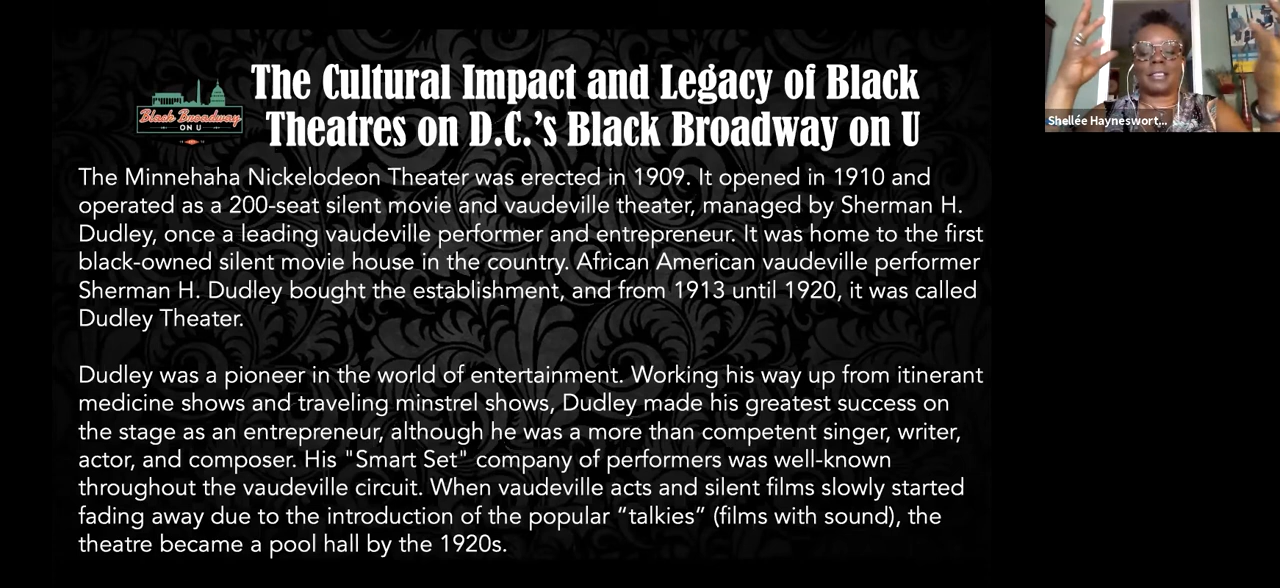 The Cultural Impact and Legacy of Black
Theatres on D.C.’s Black Broadway on U
Black Broadway
ON U
Shellée Hayneswort...
The Minnehaha Nickelodeon Theater was erected in 1909. It opened in 1910 and
operated as a 200-seat silent movie and vaudeville theater, managed by Sherman H.
Dudley, once a leading vaudeville performer and entrepreneur. It was home to the first
black-owned silent movie house in the country. African American vaudeville performer
Sherman H. Dudley bought the establishment, and from 1913 until 1920, it was called
Dudley Theater.
Dudley was a pioneer in the world of entertainment. Working his way up from itinerant
medicine shows and traveling minstrel shows, Dudley made his greatest success on
the stage as an entrepreneur, although he was a more than competent singer, writer,
actor, and composer. His "Smart Set" company of performers was well-known
throughout the vaudeville circuit. When vaudeville acts and silent films slowly started
fading away due to the introduction of the popular “talkies” (films with sound), the
theatre became a pool hall by the 1920s.